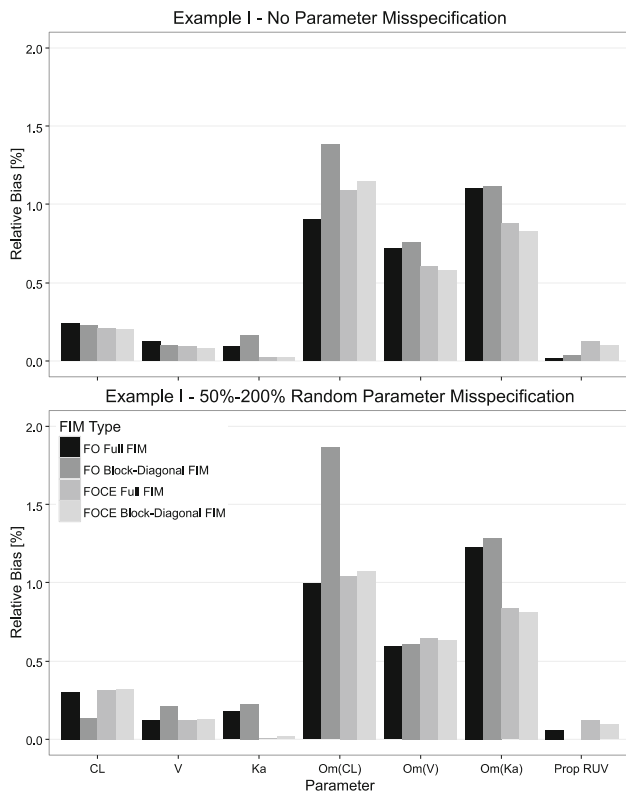 Example I - No Parameter Misspecification
2.0
1.5
1.0
0.5
0.0
Relative Bias [%]
Example I - 50%-200% Random Parameter Misspecification
2.0
1.5
1.0
0.5
0.0
Relative Bias [%]
FIM Type
FO Full FIM
FO Block-Diagonal FIM
FOCE Full FIM
FOCE Block-Diagonal FIM
CL V Ka Om(CL) Om(V) Om(Ka) Prop RUV
Parameter